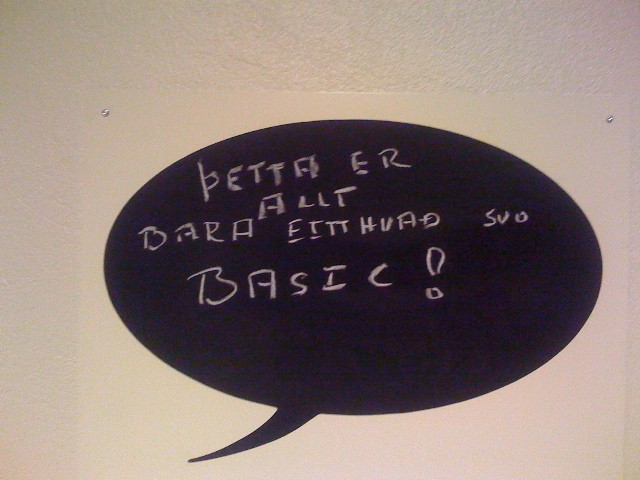 ÞETTA ER
ALLT
BARA EITTHVAÐ SVO
BASIC!